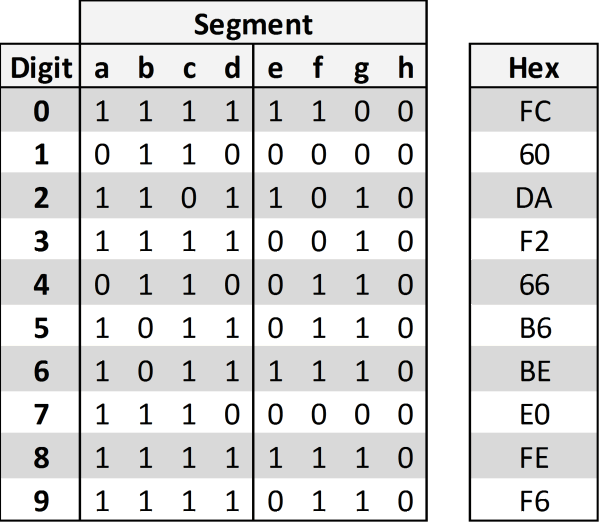 Segment
Digit a b c d e f g h Hex
0 1 1 1 1 1 1 0 0 FC
1 0 1 1 0 0 0 0 0 60
2 1 1 0 1 1 0 1 0 DA
3 1 1 1 1 0 0 1 0 F2
4 0 1 1 0 0 1 1 0 66
5 1 0 1 1 0 1 1 0 B6
6 1 0 1 1 1 1 1 0 BE
7 1 1 1 0 0 0 0 0 E0
8 1 1 1 1 1 1 1 0 FE
9 1 1 1 1 0 1 1 0 F6